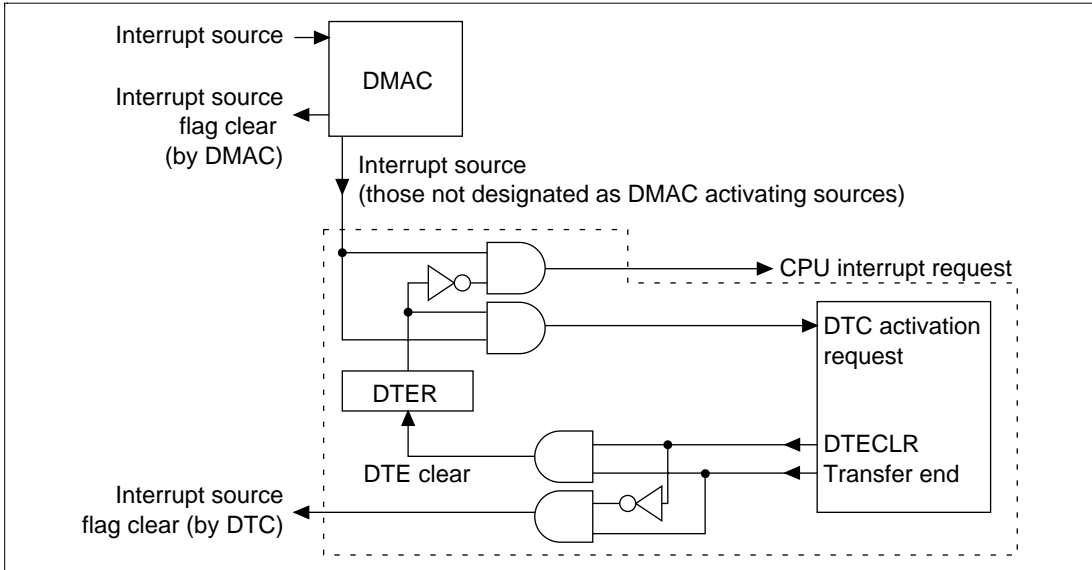 Interrupt source
DMAC
Interrupt source
flag clear
(by DMAC)
Interrupt source
(those not designated as DMAC activating sources)
CPU interrupt request
DTC activation
request
DTER
DTECLR
DTE clear
Transfer end
Interrupt source
flag clear (by DTC)